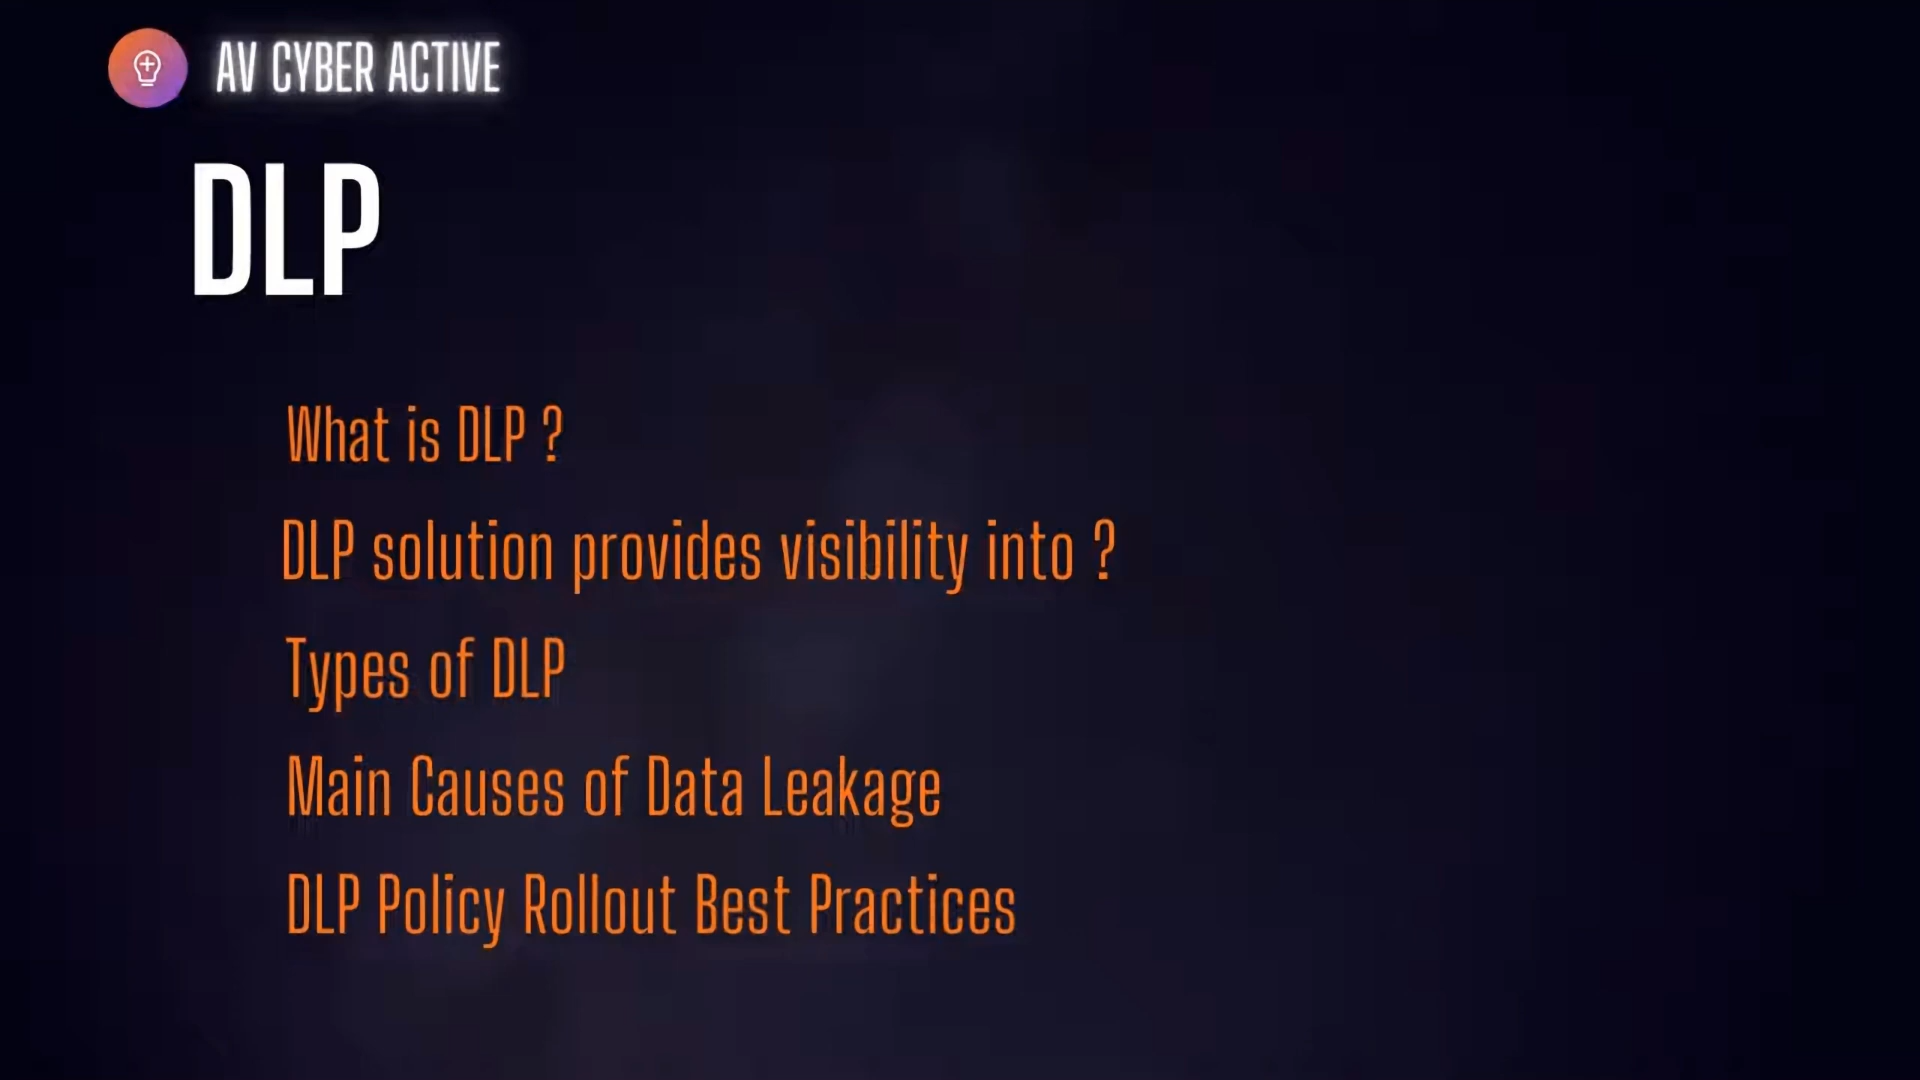 AV CYBER ACTIVE
DLP
What is DLP ?
DLP solution provides visibility into ?
Types of DLP
Main Causes of Data Leakage
DLP Policy Rollout Best Practices